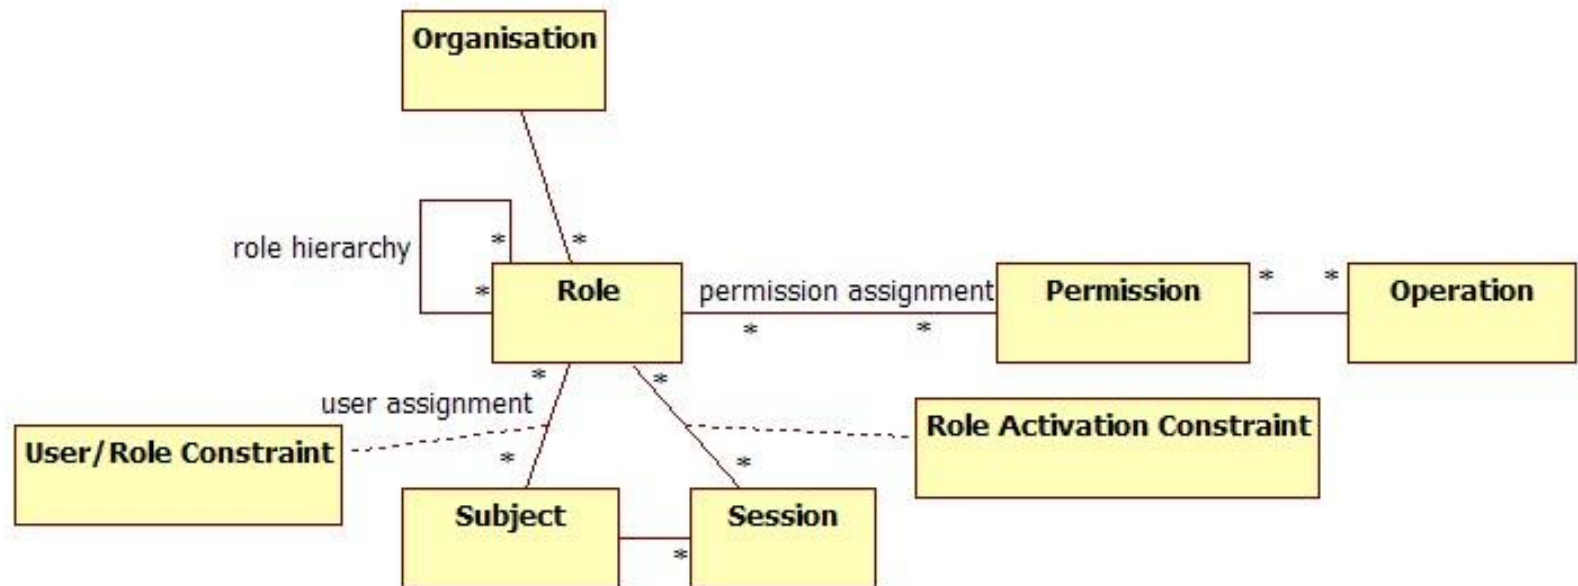 Organisation
role hierarchy
*
*
*
Role
permission assignment
*
*
Permission
*
*
Operation
*
*
user assignment
User/Role Constraint
Role Activation Constraint
*
*
Subject
*
Session